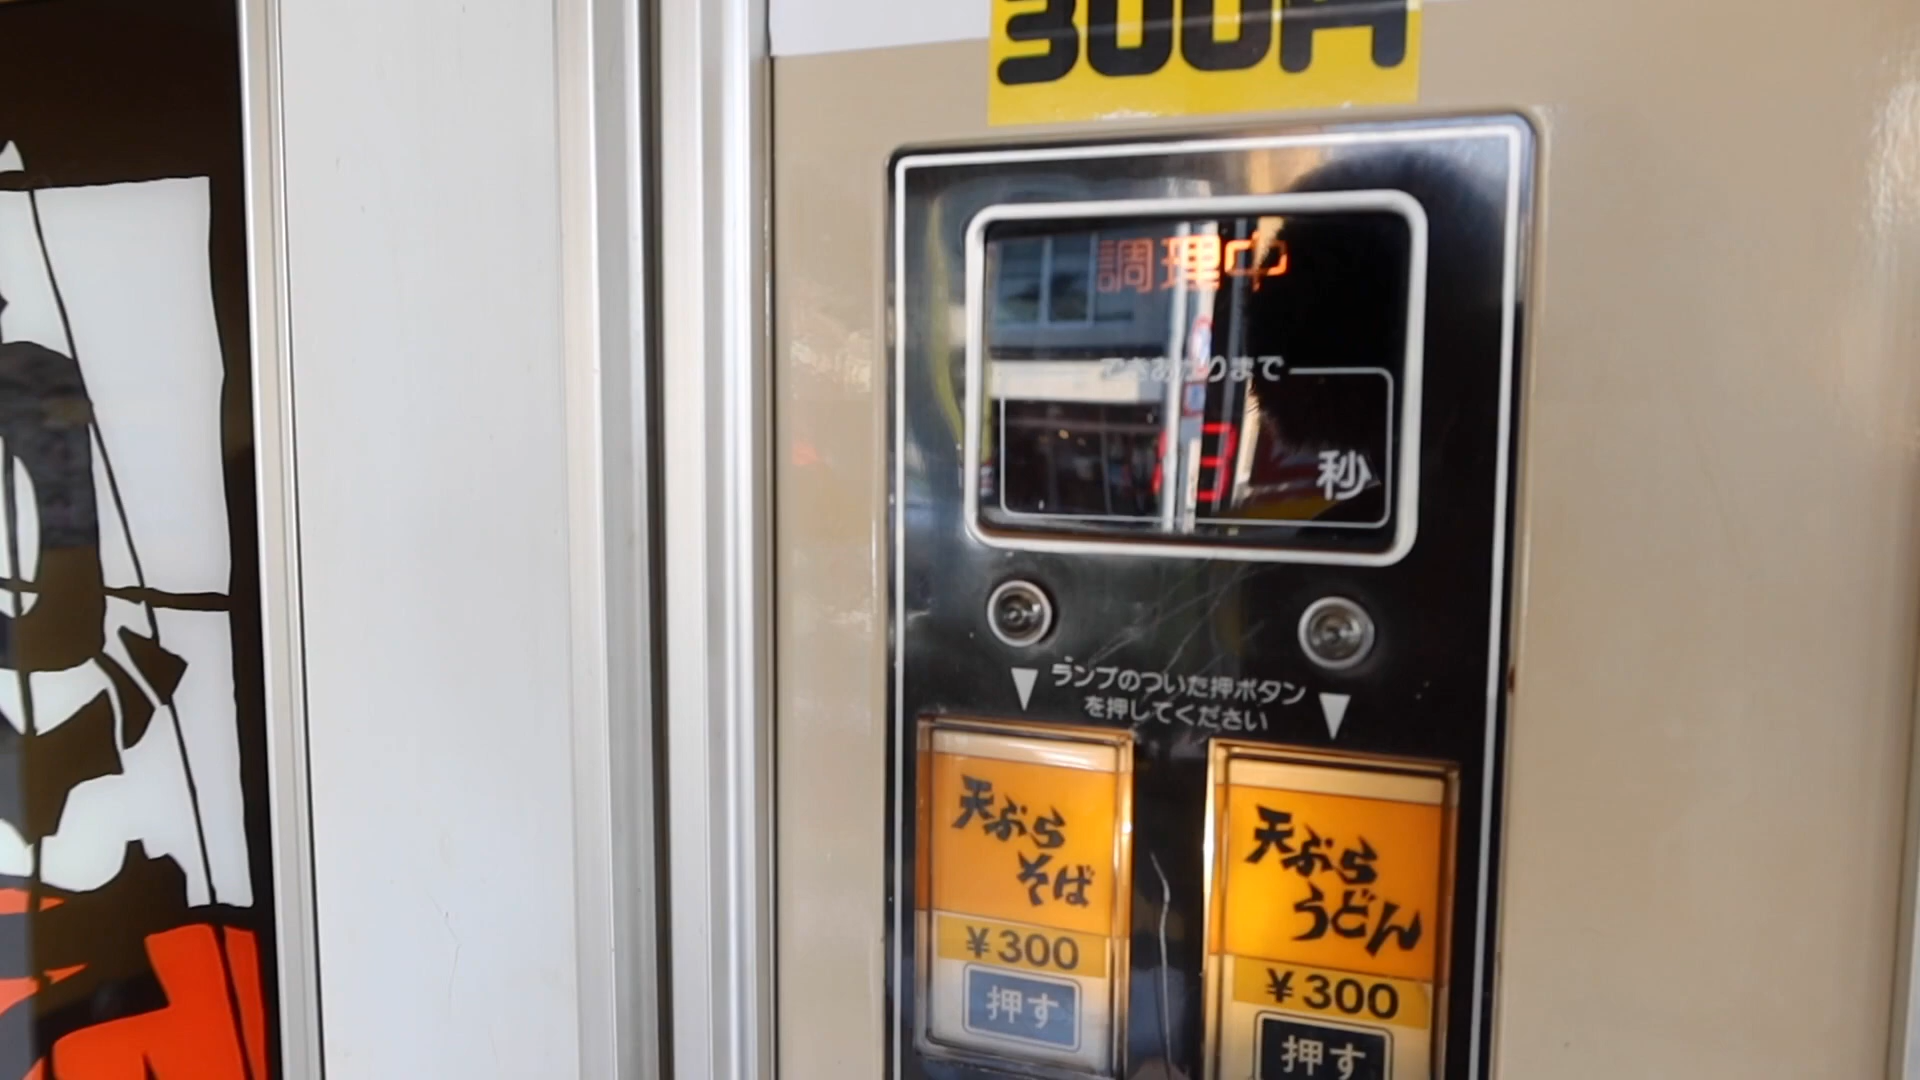 300円
調理中
できあがりまで
秒
ランプのついた押ボタン
を押してください
天ぷら
そば
¥300
押す
天ぷら
うどん
¥300
押す